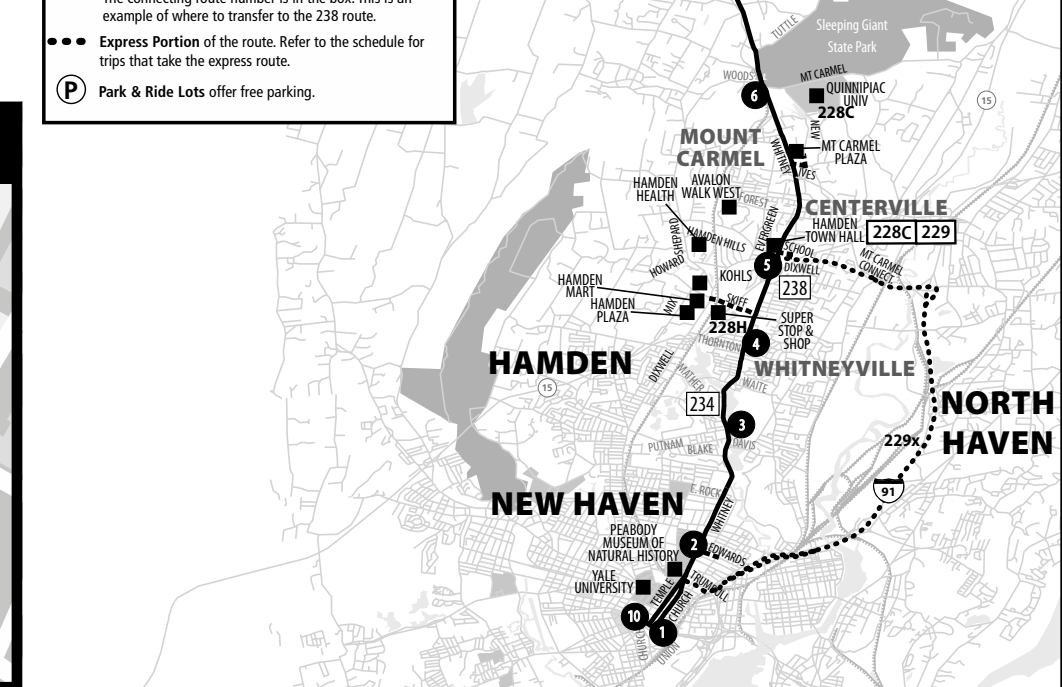 The connecting route number is in the box. This is an
example of where to transfer to the 238 route.
Express Portion of the route. Refer to the schedule for
trips that take the express route.
P Park & Ride Lots offer free parking.
TUTTLE
Sleeping Giant
State Park
WOODS
MT CARMEL
6
QUINNIPIAC
UNIV
228C
15
NEW
MOUNT
CARMEL
WHITNEY
MT CARMEL
PLAZA
IVES
HAMDEN
HEALTH
AVALON
WALK WEST
FOREST
CENTERVILLE
EVERGREEN
HAMDEN
TOWN HALL
228C 229
SHEPARD
HAMDEN HILLS
SCHOOL
HOWARD
5
DIXWELL
MT CARMEL
CONNECT.
KOHLS
238
HAMDEN
MART
MIX
SKIFF
HAMDEN
PLAZA
228H
SUPER
STOP &
SHOP
THORNTON
4
HAMDEN
DIXWELL
WHITNEYVILLE
15
MATHER
WAITE
234
NORTH
HAVEN
3
PUTNAM
BLAKE
DAVIS
229x
91
E. ROCK
NEW HAVEN
WHITNEY
PEABODY
MUSEUM OF
NATURAL HISTORY
2
EDWARDS
YALE
UNIVERSITY
TEMPLE
TRUMBULL
CHURCH
10
1
CHURCH
UNION